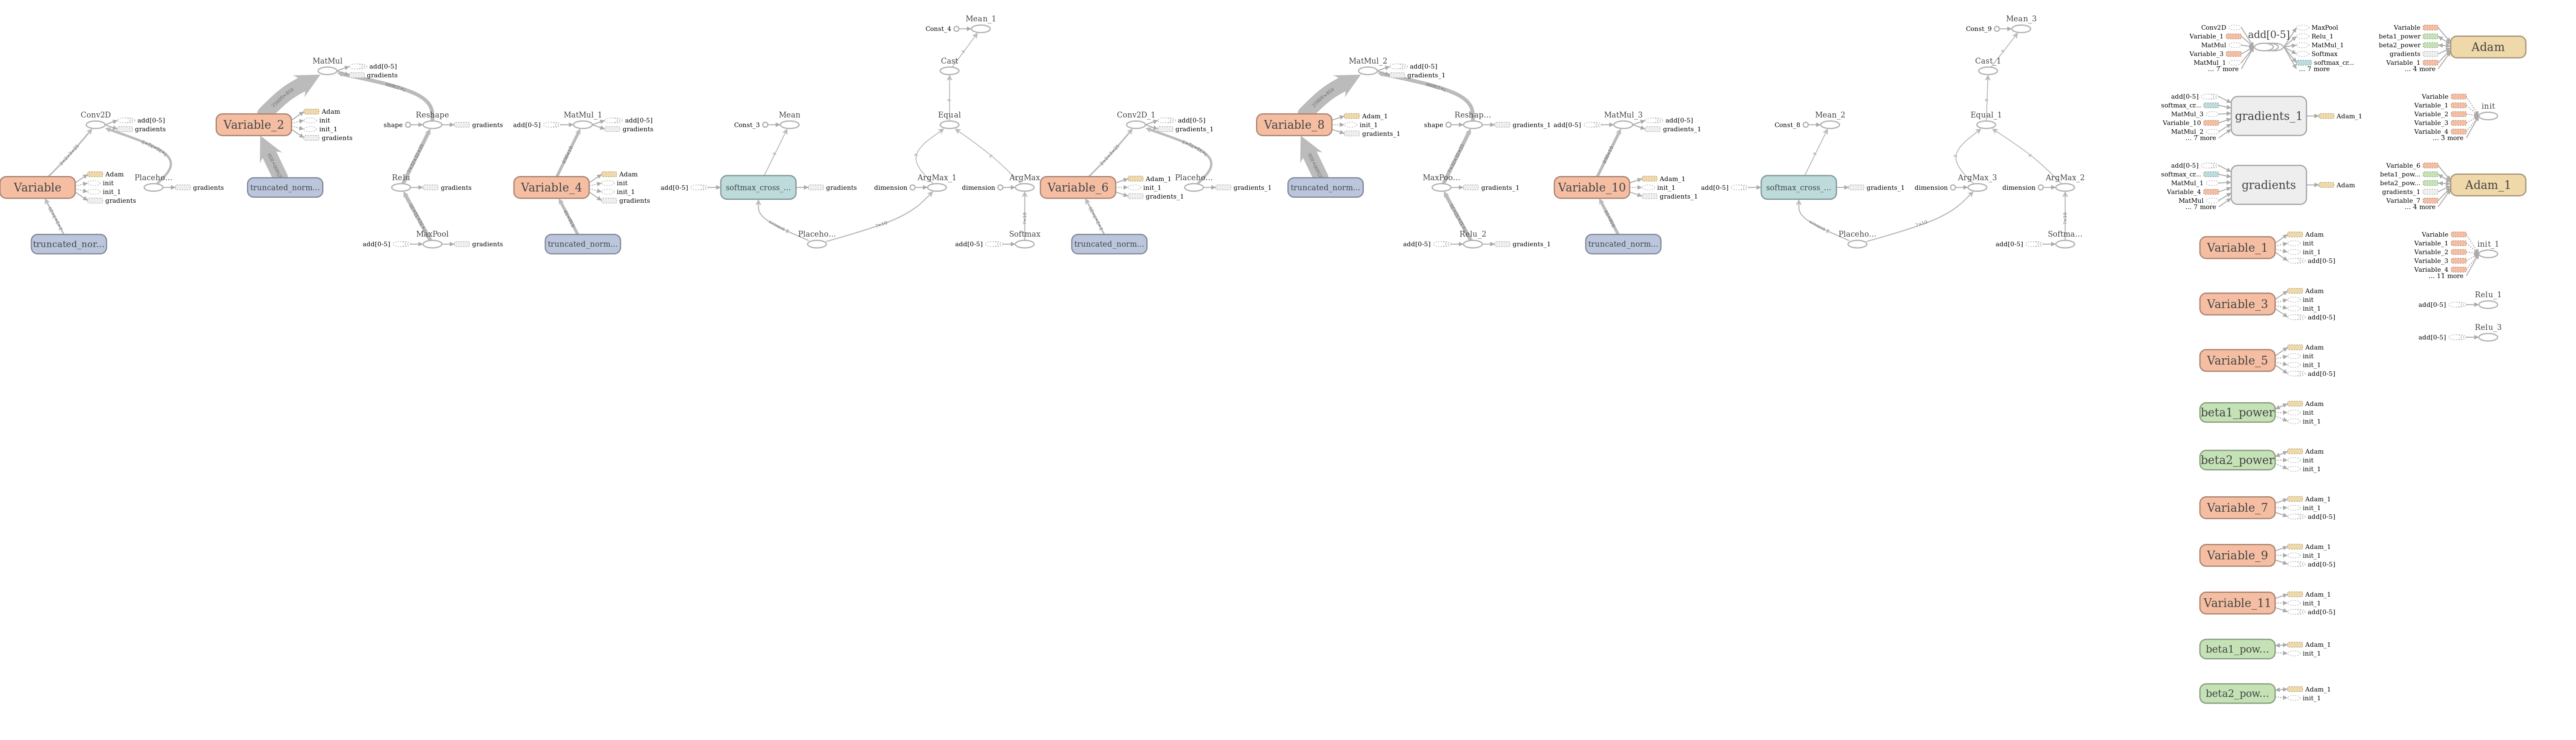 Conv2D
add[0-5]
gradients
Variable
Adam
init
init_1
gradients
Placeho...
gradients
truncated_nor...
MatMul
add[0-5]
gradients
Variable_2
Adam
init
init_1
gradients
truncated_norm...
Reshape
shape
gradients
Relu
gradients
MaxPool
add[0-5]
gradients
MatMul_1
add[0-5]
add[0-5]
gradients
Variable_4
Adam
init
init_1
gradients
truncated_norm...
Mean
Const_3
softmax_cross_...
add[0-5]
gradients
Placeho...
Mean_1
Const_4
Cast
Equal
ArgMax_1
dimension
ArgMax
dimension
Softmax
add[0-5]
Conv2D_1
add[0-5]
gradients_1
Variable_6
Adam_1
init_1
gradients_1
Placeho...
gradients_1
truncated_norm...
MatMul_2
add[0-5]
gradients_1
Variable_8
Adam_1
init_1
gradients_1
truncated_norm...
Reshap...
shape
gradients_1
MaxPoo...
gradients_1
Relu_2
add[0-5]
gradients_1
MatMul_3
add[0-5]
add[0-5]
gradients_1
Variable_10
Adam_1
init_1
gradients_1
truncated_norm...
Mean_2
Const_8
softmax_cross_...
add[0-5]
gradients_1
Placeho...
Mean_3
Const_9
Cast_1
Equal_1
ArgMax_3
dimension
ArgMax_2
dimension
Softma...
add[0-5]
Conv2D
Variable_1
MatMul
Variable_3
MatMul_1
... 7 more
add[0-5]
MaxPool
Relu_1
MatMul_1
Softmax
softmax_cr...
... 7 more
add[0-5]
softmax_cr...
MatMul_3
Variable_10
MatMul_2
... 7 more
gradients_1
Adam_1
add[0-5]
softmax_cr...
MatMul_1
Variable_4
MatMul
... 7 more
gradients
Adam
Variable_1
Adam
init
init_1
add[0-5]
Variable_3
Adam
init
init_1
add[0-5]
Variable_5
Adam
init
init_1
add[0-5]
beta1_power
Adam
init
init_1
beta2_power
Adam
init
init_1
Variable_7
Adam_1
init_1
add[0-5]
Variable_9
Adam_1
init_1
add[0-5]
Variable_11
Adam_1
init_1
add[0-5]
beta1_pow...
Adam_1
init_1
beta2_pow...
Adam_1
init_1
Variable
beta1_power
beta2_power
gradients
Variable_1
... 4 more
Adam
Variable
Variable_1
Variable_2
Variable_3
Variable_4
... 3 more
init
Variable_6
beta1_pow...
beta2_pow...
gradients_1
Variable_7
... 4 more
Adam_1
Variable
Variable_1
Variable_2
Variable_3
Variable_4
... 11 more
init_1
Relu_1
add[0-5]
Relu_3
add[0-5]